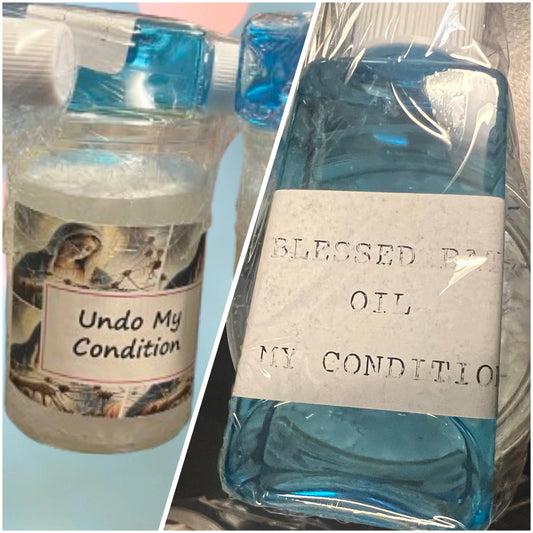 Undo My
Condition
BLESSED
OIL
MY CONDITIO